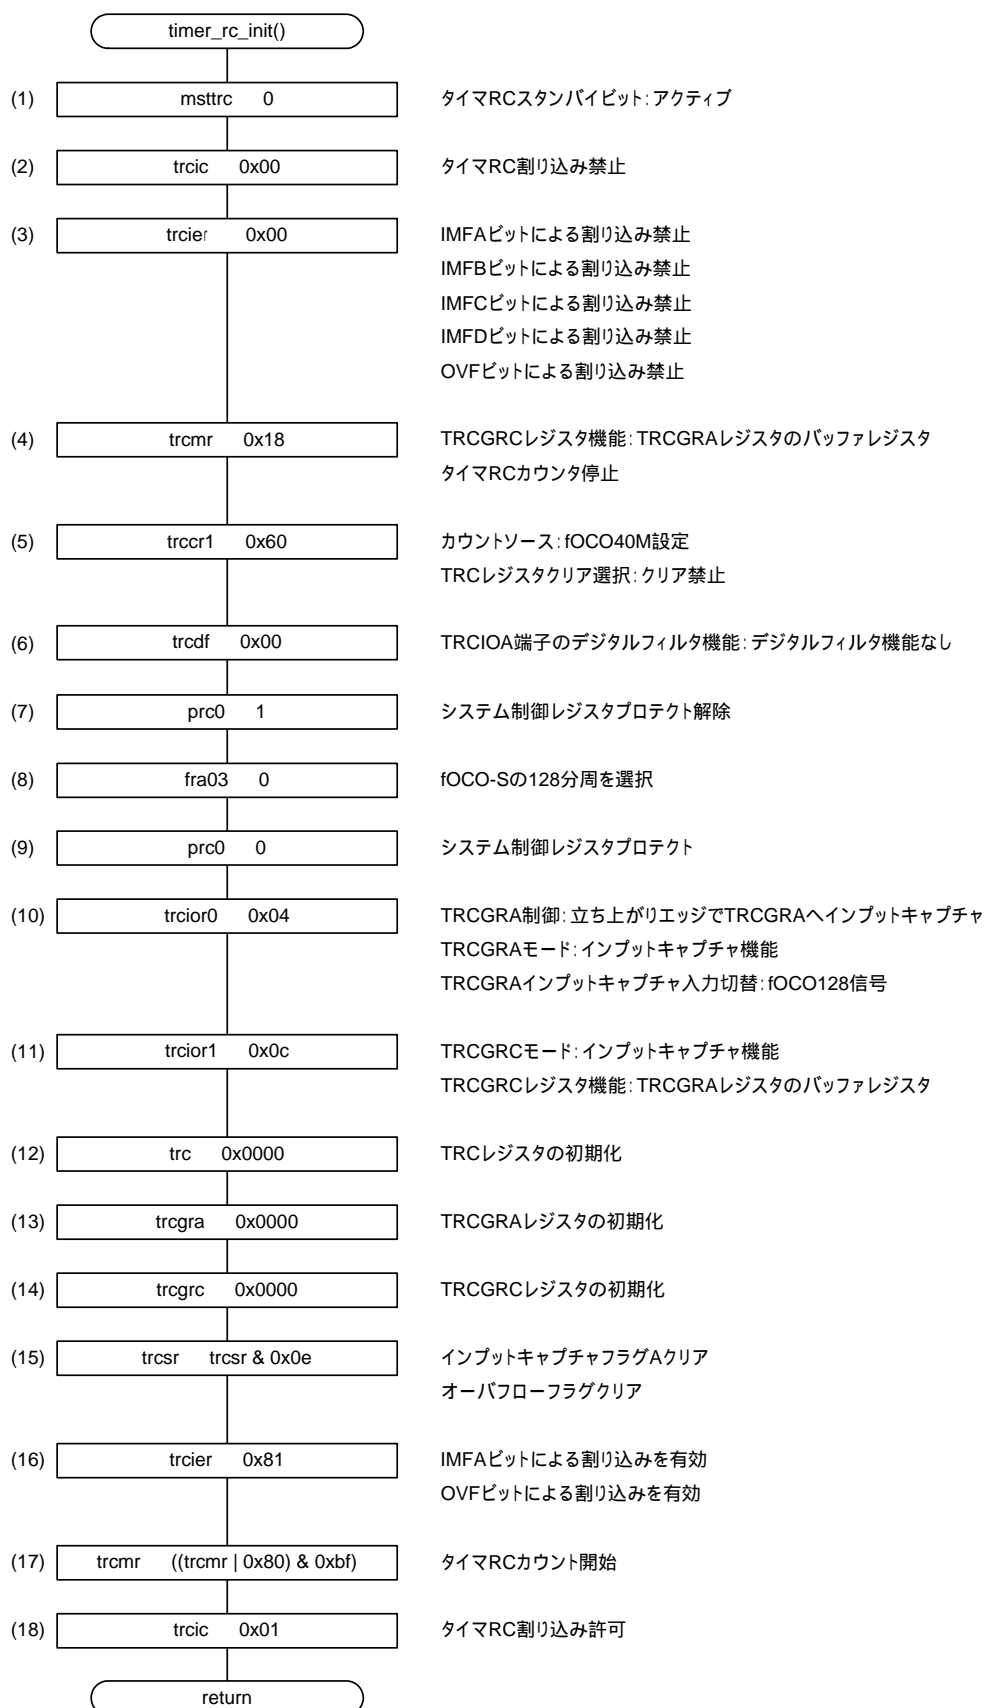 timer_rc_init()
(1) msttrc 0 タイマRCスタンバイビット:アクティブ
(2) trcic 0x00 タイマRC割り込み禁止
(3) trcier 0x00 IMFAビットによる割り込み禁止
IMFBビットによる割り込み禁止
IMFCビットによる割り込み禁止
IMFDビットによる割り込み禁止
OVFビットによる割り込み禁止
(4) trcmr 0x18 TRCGRCレジスタ機能:TRCGRAレジスタのバッファレジスタ
タイマRCカウンタ停止
(5) trccr1 0x60 カウントソース:fOCO40M設定
TRCレジスタクリア選択:クリア禁止
(6) trcdf 0x00 TRCIOA端子のデジタルフィルタ機能:デジタルフィルタ機能なし
(7) prc0 1 システム制御レジスタプロテクト解除
(8) fra03 0 fOCO-Sの128分周を選択
(9) prc0 0 システム制御レジスタプロテクト
(10) trcior0 0x04 TRCGRA制御:立ち上がりエッジでTRCGRAへインプットキャプチャ
TRCGRAモード:インプットキャプチャ機能
TRCGRAインプットキャプチャ入力切替:fOCO128信号
(11) trcior1 0x0c TRCGRCモード:インプットキャプチャ機能
TRCGRCレジスタ機能:TRCGRAレジスタのバッファレジスタ
(12) trc 0x0000 TRCレジスタの初期化
(13) trcgra 0x0000 TRCGRAレジスタの初期化
(14) trcgrc 0x0000 TRCGRCレジスタの初期化
(15) trcsr trcsr & 0x0e インプットキャプチャフラグAクリア
オーバフローフラグクリア
(16) trcier 0x81 IMFAビットによる割り込みを有効
OVFビットによる割り込みを有効
(17) trcmr ((trcmr | 0x80) & 0xbf) タイマRCカウント開始
(18) trcic 0x01 タイマRC割り込み許可
return